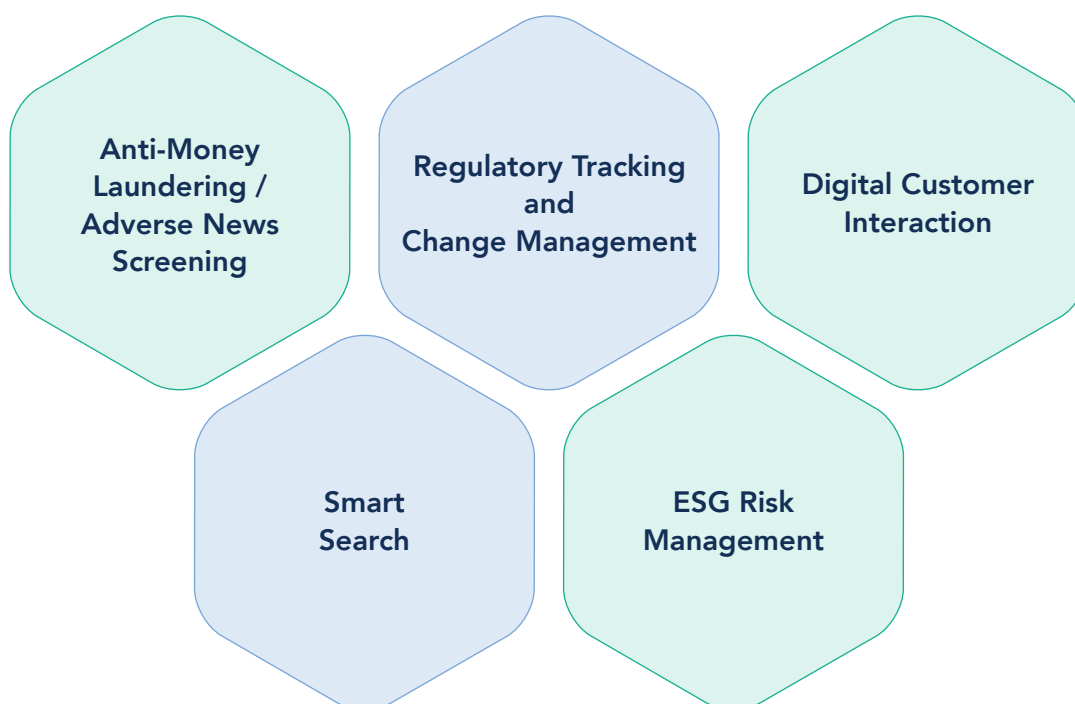 Anti-Money
Laundering /
Adverse News
Screening
Regulatory Tracking
and
Change Management
Digital Customer
Interaction
Smart
Search
ESG Risk
Management